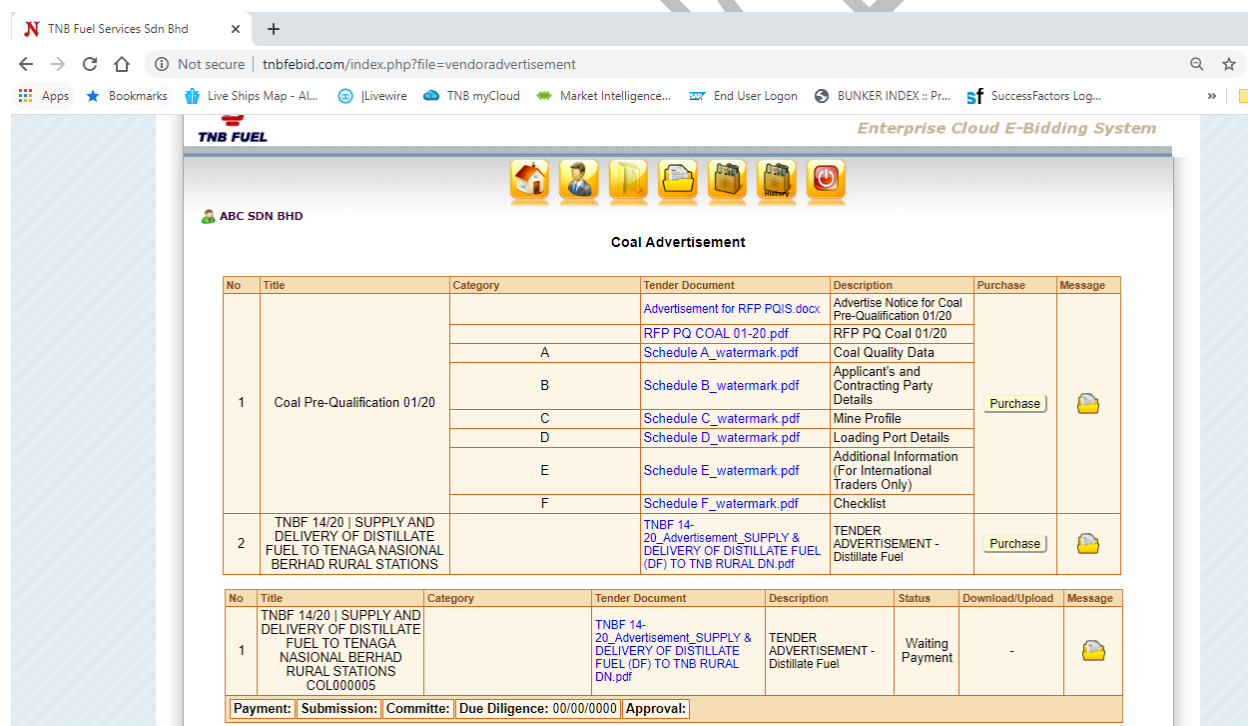 N TNB Fuel Services Sdn Bhd × +
Not secure | tnbfebid.com/index.php?file=vendoradvertisement
Apps Bookmarks Live Ships Map - Al... |Livewire TNB myCloud Market Intelligence... End User Logon BUNKER INDEX :: Pr... Sf SuccessFactors Log... »
TNB FUEL Enterprise Cloud E-Bidding System
History
ABC SDN BHD
Coal Advertisement
No Title Category Tender Document Description Purchase Message
Advertisement for RFP PQIS.docx Advertise Notice for Coal
Pre-Qualification 01/20
RFP PQ COAL 01-20.pdf RFP PQ Coal 01/20
A Schedule A_watermark.pdf Coal Quality Data
B Schedule B_watermark.pdf Applicant's and
Contracting Party
Details
1 Coal Pre-Qualification 01/20 Purchase
C Schedule C_watermark.pdf Mine Profile
D Schedule D_watermark.pdf Loading Port Details
E Schedule E_watermark.pdf Additional Information
(For International
Traders Only)
F Schedule F_watermark.pdf Checklist
2
TNBF 14/20 | SUPPLY AND
DELIVERY OF DISTILLATE
FUEL TO TENAGA NASIONAL
BERHAD RURAL STATIONS
TNBF 14-
20_Advertisement_SUPPLY &
DELIVERY OF DISTILLATE FUEL
(DF) TO TNB RURAL DN.pdf
TENDER
ADVERTISEMENT -
Distillate Fuel
Purchase
No Title Category Tender Document Description Status Download/Upload Message
1
TNBF 14/20 | SUPPLY AND
DELIVERY OF DISTILLATE
FUEL TO TENAGA
NASIONAL BERHAD
RURAL STATIONS
COL000005
TNBF 14-
20_Advertisement_SUPPLY &
DELIVERY OF DISTILLATE
FUEL (DF) TO TNB RURAL
DN.pdf
TENDER
ADVERTISEMENT -
Distillate Fuel
Waiting
Payment
-
Payment: Submission: Committe: Due Diligence: 00/00/0000 Approval: